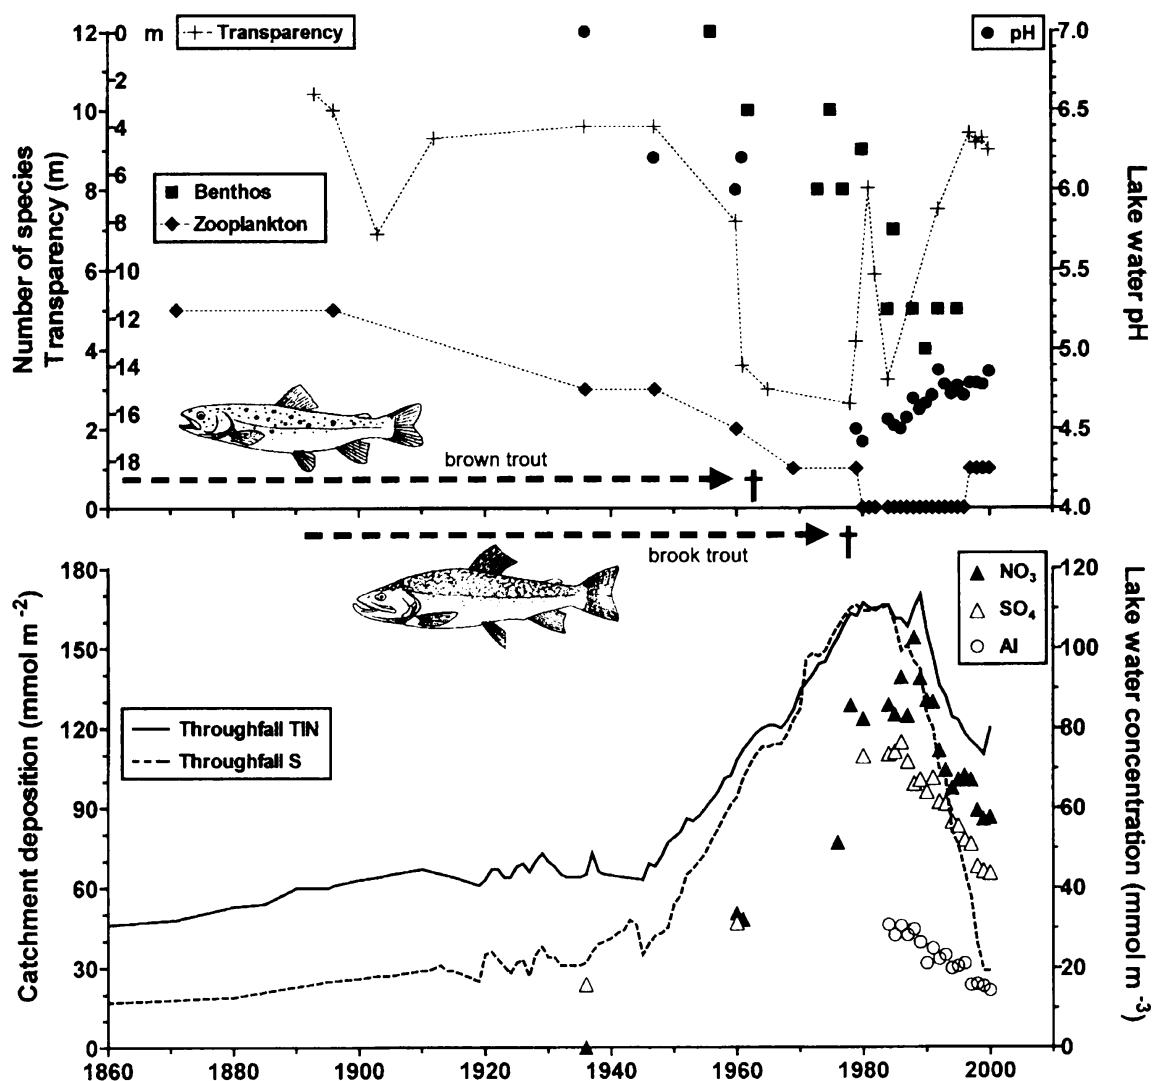 12 0 m Transparency pH 7.0
2
10 4 6.5
6 Benthos
8 8 Zooplankton 6.0
6 10 5.5
12
4 14 5.0
16
2 18 4.5
brown trout
0 4.0
Number of species
Transparency (m)
Lake water pH
brook trout
180 NO₃ 120
SO₄
150 Al 100
Throughfall TIN
120 80
Throughfall S
90 60
60 40
30 20
0 0
1860 1880 1900 1920 1940 1960 1980 2000
Catchment deposition (mmol m⁻²)
Lake water concentration (mmol m⁻³)